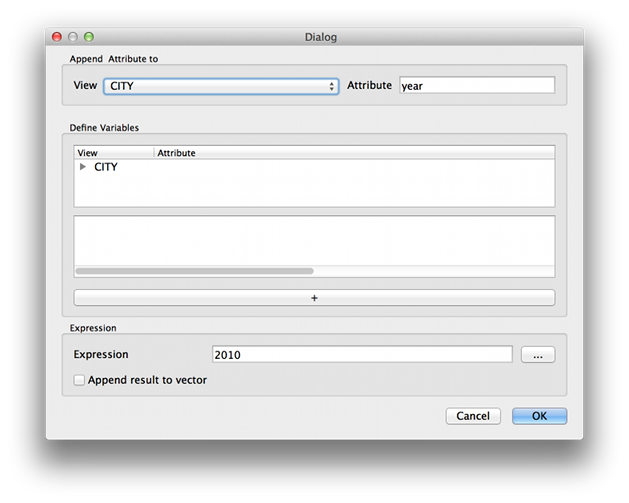 Dialog
Append Attribute to
View CITY Attribute year
Define Variables
View Attribute
CITY
+
Expression
Expression 2010 ...
Append result to vector
Cancel OK